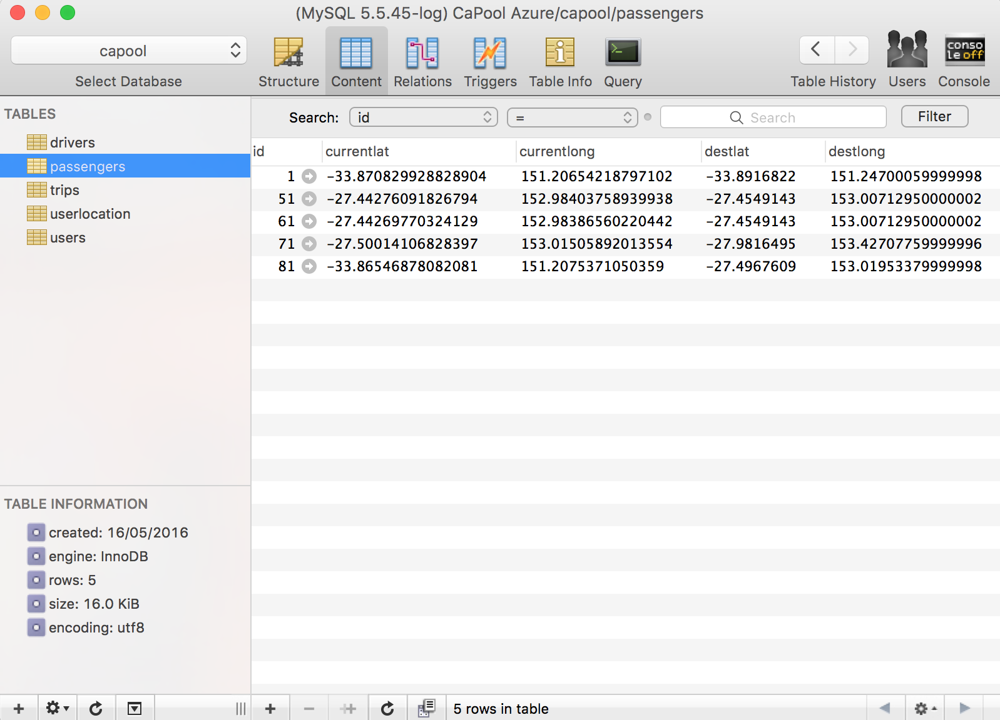 (MySQL 5.5.45-log) CaPool Azure/capool/passengers
capool
Select Database
Structure Content Relations Triggers Table Info Query
Table History Users Console
conso
le off
TABLES
drivers
passengers
trips
userlocation
users
Search: id = Search Filter
id currentlat currentlong destlat destlong
1 -33.870829928828904 151.20654218797102 -33.8916822 151.24700059999998
51 -27.44276091826794 152.98403758939938 -27.4549143 153.00712950000002
61 -27.44269770324129 152.98386560220442 -27.4549143 153.00712950000002
71 -27.50014106828397 153.01505892013554 -27.9816495 153.42707759999996
81 -33.86546878082081 151.2075371050359 -27.4967609 153.01953379999998
TABLE INFORMATION
created: 16/05/2016
engine: InnoDB
rows: 5
size: 16.0 KiB
encoding: utf8
5 rows in table